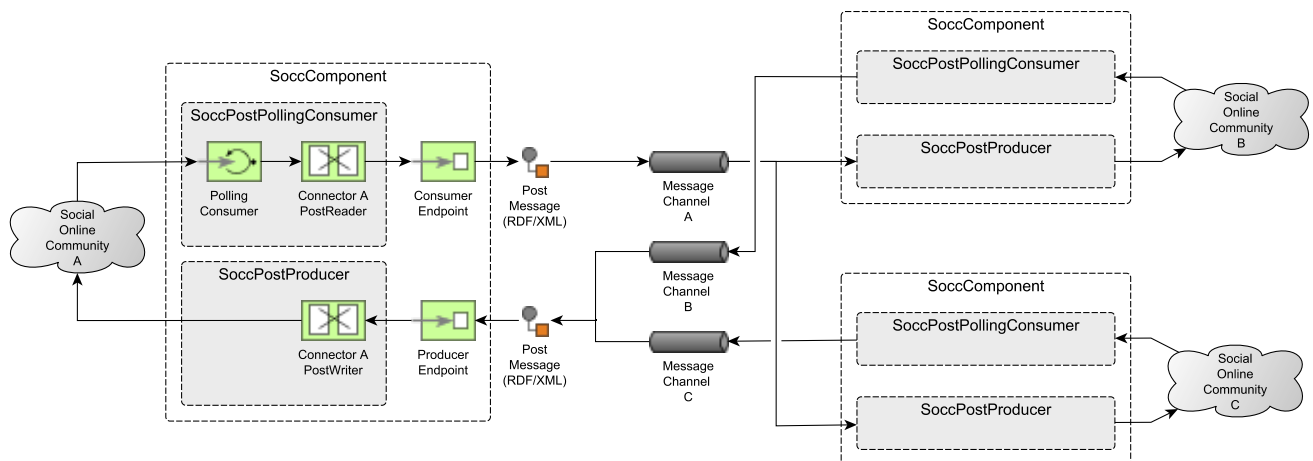 SoccComponent
SoccPostPollingConsumer
Polling
Consumer
Connector A
PostReader
Consumer
Endpoint
Post
Message
(RDF/XML)
Message
Channel
A
Social
Online
Community
A
SoccPostProducer
Connector A
PostWriter
Producer
Endpoint
Post
Message
(RDF/XML)
Message
Channel
B
Message
Channel
C
SoccComponent
SoccPostPollingConsumer
SoccPostProducer
Social
Online
Community
B
SoccComponent
SoccPostPollingConsumer
SoccPostProducer
Social
Online
Community
C